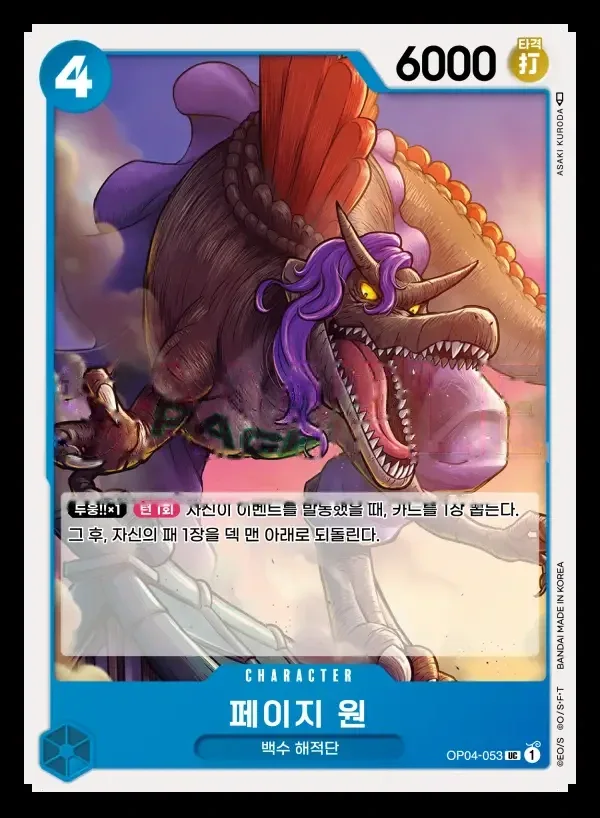 4
6000
타격
打
ASAKI KURODA
PAGE ONE
두웅!!×1 턴 1회 자신이 이벤트를 발동했을 때, 카드를 1장 뽑는다.
그 후, 자신의 패 1장을 덱 맨 아래로 되돌린다.
CHARACTER
페이지 원
백수 해적단
OP04-053 UC 1
©EO/S ©O/S·F·T BANDAI MADE IN KOREA